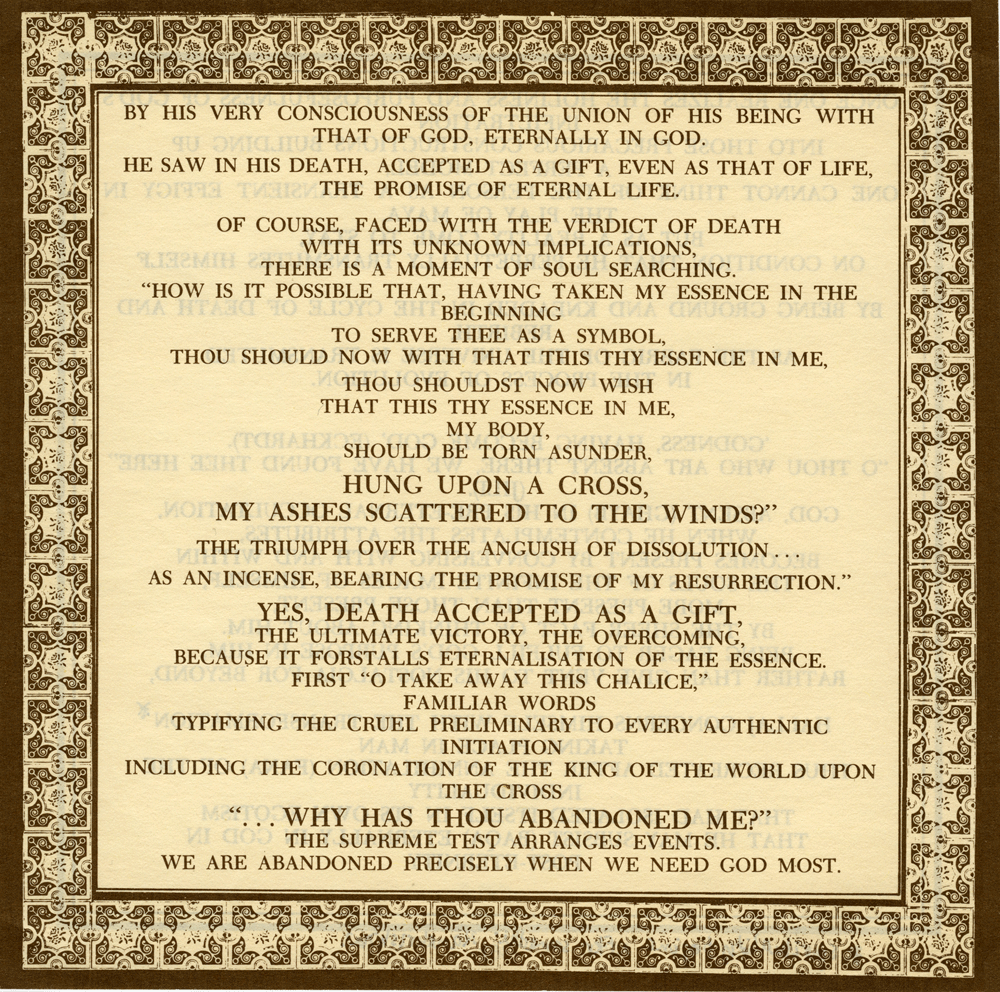 BY HIS VERY CONSCIOUSNESS OF THE UNION OF HIS BEING WITH
THAT OF GOD, ETERNALLY IN GOD.
HE SAW IN HIS DEATH, ACCEPTED AS A GIFT, EVEN AS THAT OF LIFE,
THE PROMISE OF ETERNAL LIFE.
OF COURSE, FACED WITH THE VERDICT OF DEATH
WITH ITS UNKNOWN IMPLICATIONS,
THERE IS A MOMENT OF SOUL SEARCHING.
“HOW IS IT POSSIBLE THAT, HAVING TAKEN MY ESSENCE IN THE
BEGINNING
TO SERVE THEE AS A SYMBOL,
THOU SHOULD NOW WITH THAT THIS THY ESSENCE IN ME,
THOU SHOULDST NOW WISH
THAT THIS THY ESSENCE IN ME,
MY BODY,
SHOULD BE TORN ASUNDER,
HUNG UPON A CROSS,
MY ASHES SCATTERED TO THE WINDS?”
THE TRIUMPH OVER THE ANGUISH OF DISSOLUTION . . .
AS AN INCENSE, BEARING THE PROMISE OF MY RESURRECTION.”
YES, DEATH ACCEPTED AS A GIFT,
THE ULTIMATE VICTORY, THE OVERCOMING,
BECAUSE IT FORSTALLS ETERNALISATION OF THE ESSENCE.
FIRST “O TAKE AWAY THIS CHALICE,”
FAMILIAR WORDS
TYPIFYING THE CRUEL PRELIMINARY TO EVERY AUTHENTIC
INITIATION
INCLUDING THE CORONATION OF THE KING OF THE WORLD UPON
THE CROSS
“. . . WHY HAS THOU ABANDONED ME?”
THE SUPREME TEST ARRANGES EVENTS.
WE ARE ABANDONED PRECISELY WHEN WE NEED GOD MOST.